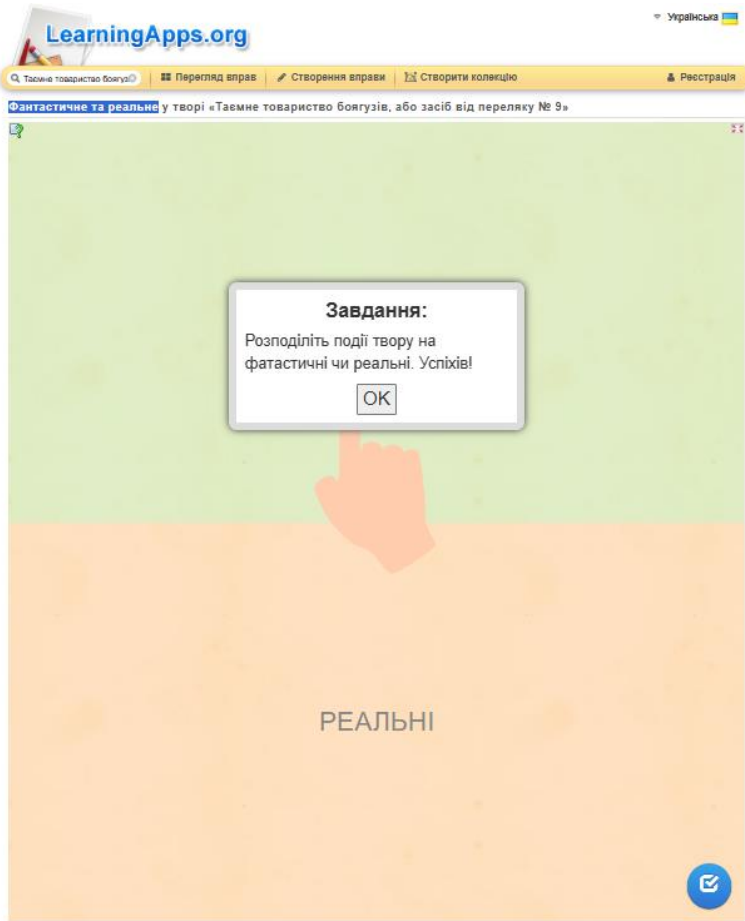 Українська
LearningApps.org
Таємне товариство боягузі
Перегляд вправ
Створення вправи
Створити колекцію
Реєстрація
Фантастичне та реальне у творі «Таємне товариство боягузів, або засіб від переляку № 9»
Завдання:
Розподіліть події твору на
фатастичні чи реальні. Успіхів!
OK
РЕАЛЬНІ